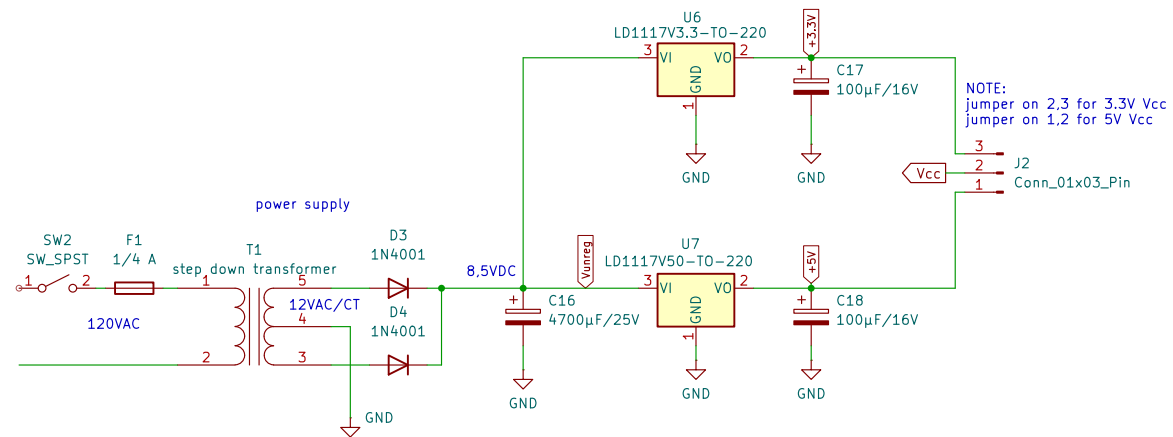 U6
LD1117V3.3-TO-220
3
VI
VO
2
GND
1
GND
+3.3V
C17
100µF/16V
+
GND
NOTE:
jumper on 2,3 for 3.3V Vcc
jumper on 1,2 for 5V Vcc
3
2
1
J2
Conn_01x03_Pin
Vcc
power supply
SW2
SW_SPST
1
2
F1
1/4 A
T1
step down transformer
1
2
5
4
3
120VAC
12VAC/CT
D3
1N4001
D4
1N4001
GND
8,5VDC
+
C16
4700µF/25V
GND
Vunreg
U7
LD1117V50-TO-220
3
VI
VO
2
GND
1
GND
+5V
+
C18
100µF/16V
GND